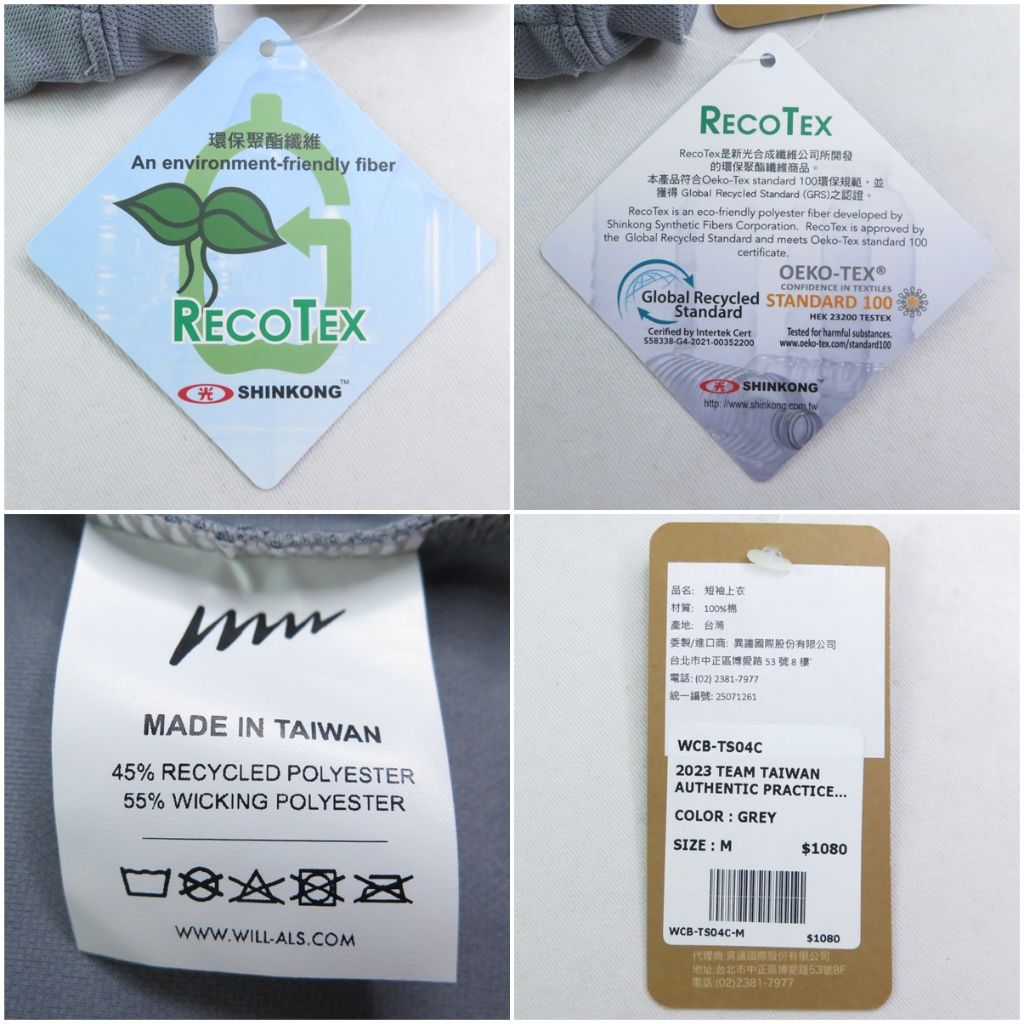 環保聚酯纖維
An environment-friendly fiber
RECOTEX
光 SHINKONG™
RECOTEX
RecoTex是新光合成纖維公司所開發
的環保聚酯纖維商品。
本產品符合Oeko-Tex standard 100環保規範，並
獲得 Global Recycled Standard (GRS)之認證。
RecoTex is an eco-friendly polyester fiber developed by
Shinkong Synthetic Fibers Corporation. RecoTex is approved by
the Global Recycled Standard and meets Oeko-Tex standard 100
certificate.
Global Recycled
Standard
Cerified by Intertek Cert
S58338-G4-2021-00352200
OEKO-TEX®
CONFIDENCE IN TEXTILES
STANDARD 100
HEK 23200 TESTEX
Tested for harmful substances.
www.oeko-tex.com/standard100
光 SHINKONG™
http: //www.shinkong.com.tw
MADE IN TAIWAN
45% RECYCLED POLYESTER
55% WICKING POLYESTER
WWW.WILL-ALS.COM
品名: 短袖上衣
材質: 100%棉
產地: 台灣
委製/進口商: 異議國際股份有限公司
台北市中正區博愛路 53 號 8 樓
電話: (02) 2381-7977
統一編號: 25071261
WCB-TS04C
2023 TEAM TAIWAN
AUTHENTIC PRACTICE...
COLOR : GREY
SIZE : M $1080
WCB-TS04C-M $1080
代理商:異議國際股份有限公司
地址:台北市中正區博愛路53號8F
電話:(02)2381-7977